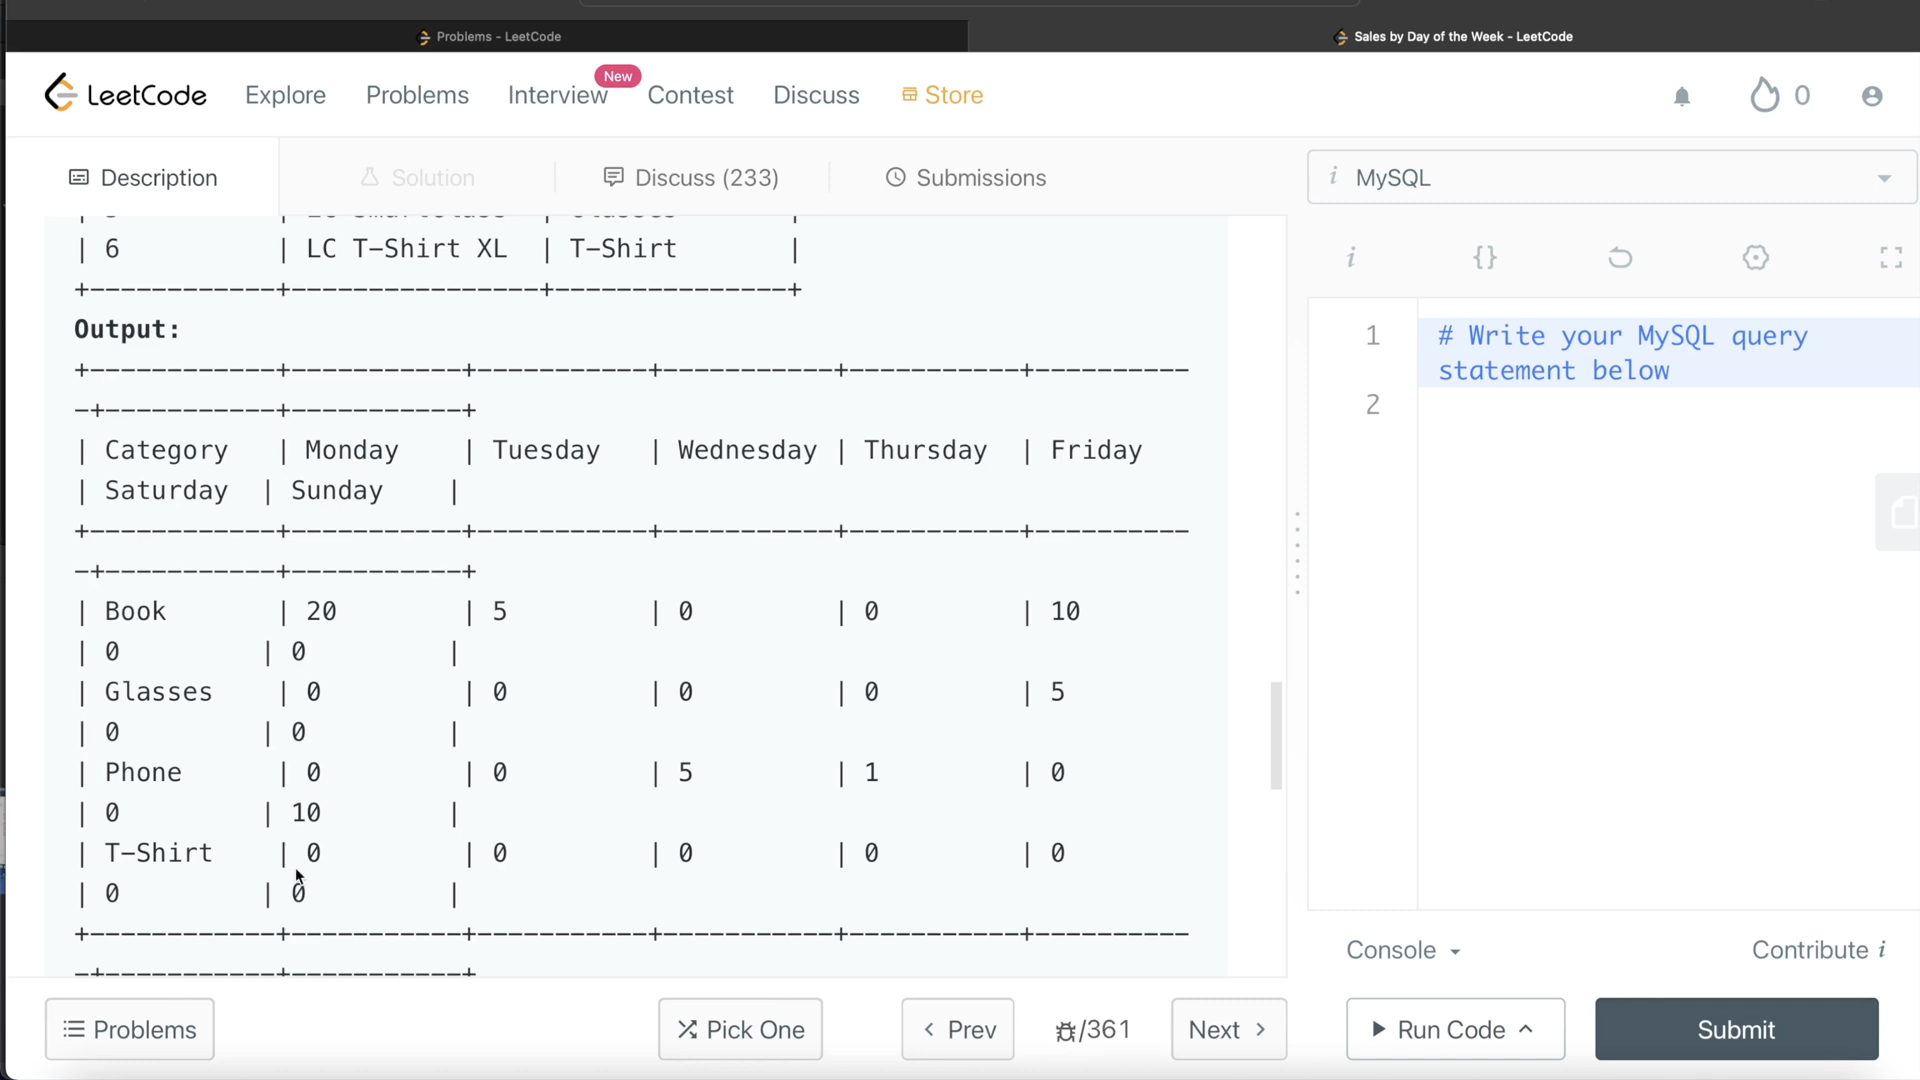 Problems - LeetCode
Sales by Day of the Week - LeetCode
LeetCode Explore Problems Interview New Contest Discuss Store 0
Description Solution Discuss (233) Submissions
| 6 | LC T-Shirt XL | T-Shirt |
+------------+----------------+---------------+
Output:
+------------+-----------+-----------+-----------+-----------+----------
-+-----------+-----------+
| Category | Monday | Tuesday | Wednesday | Thursday | Friday
| Saturday | Sunday |
+------------+-----------+-----------+-----------+-----------+----------
-+-----------+-----------+
| Book | 20 | 5 | 0 | 0 | 10
| 0 | 0 |
| Glasses | 0 | 0 | 0 | 0 | 5
| 0 | 0 |
| Phone | 0 | 0 | 5 | 1 | 0
| 0 | 10 |
| T-Shirt | 0 | 0 | 0 | 0 | 0
| 0 | 0 |
+------------+-----------+-----------+-----------+-----------+----------
-+-----------+-----------+
i MySQL
i {}
1 # Write your MySQL query
statement below
2
Console Contribute i
Problems Pick One < Prev /361 Next > Run Code Submit